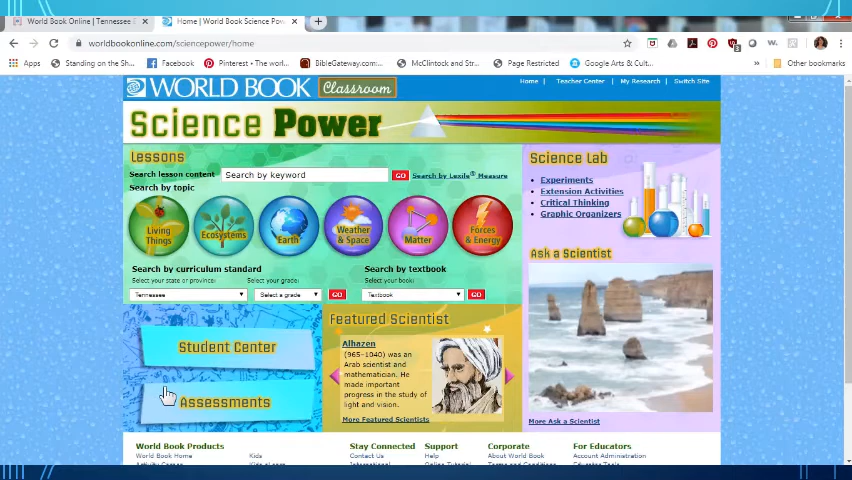 World Book Online | Tennessee E
Home | World Book Science Pow
worldbookonline.com/sciencepower/home
Apps
Standing on the Sh...
Facebook
Pinterest • The worl...
BibleGateway.com:...
McClintock and Str...
Page Restricted
Google Arts & Cult...
Other bookmarks
WORLD BOOK Classroom
Home | Teacher Center | My Research | Switch Site
Science Power
Lessons
Search lesson content
Search by keyword
GO
Search by Lexile® Measure
Search by topic
Living Things
Ecosystems
Earth
Weather & Space
Matter
Forces & Energy
Search by curriculum standard
Select your state or province:
Select your grade:
Tennessee
Select a grade
GO
Search by textbook
Select your book:
Textbook
GO
Science Lab
Experiments
Extension Activities
Critical Thinking
Graphic Organizers
Ask a Scientist
More Ask a Scientist
Student Center
Assessments
Featured Scientist
Alhazen
(965–1040) was an
Arab scientist and
mathematician. He
made important
progress in the study of
light and vision.
More Featured Scientists
World Book Products
World Book Home
Kids
Stay Connected
Contact Us
Support
Help
Corporate
About World Book
For Educators
Account Administration